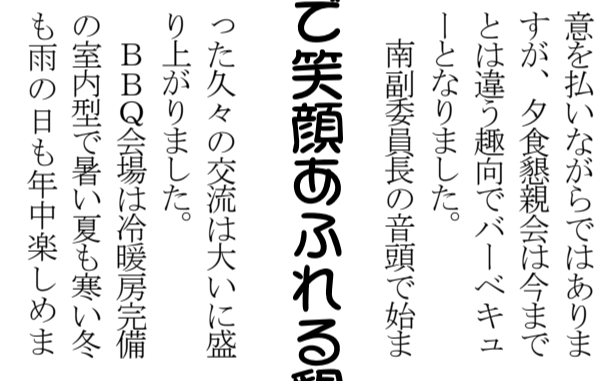 意を払いながらではありま
すが、夕食懇親会は今まで
とは違う趣向でバーベキュ
ーとなりました。
南副委員長の音頭で始ま
で笑顔あふれる
った久々の交流は大いに盛
り上がりました。
BBQ会場は冷暖房完備
の室内型で暑い夏も寒い冬
も雨の日も年中楽しめま